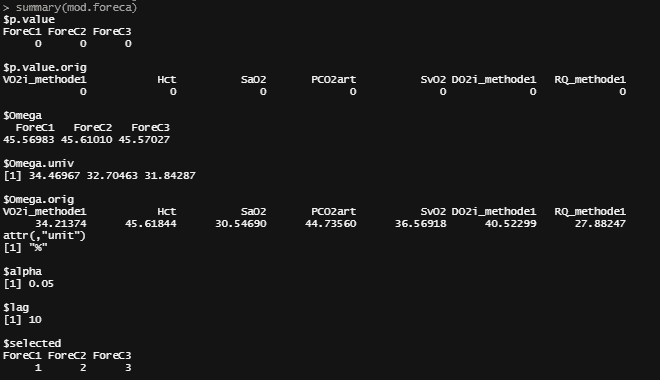 > summary(mod.foreca)
$p.value
ForeC1 ForeC2 ForeC3
0 0 0
$p.value.orig
VO2i_methode1 Hct SaO2 PCO2art SvO2 DO2i_methode1 RQ_methode1
0 0 0 0 0 0 0
$Omega
ForeC1 ForeC2 ForeC3
45.56983 45.61010 45.57027
$Omega.univ
[1] 34.46967 32.70463 31.84287
$Omega.orig
VO2i_methode1 Hct SaO2 PCO2art SvO2 DO2i_methode1 RQ_methode1
34.21374 45.61844 30.54690 44.73560 36.56918 40.52299 27.88247
attr(,"unit")
[1] "%"
$alpha
[1] 0.05
$lag
[1] 10
$selected
ForeC1 ForeC2 ForeC3
1 2 3